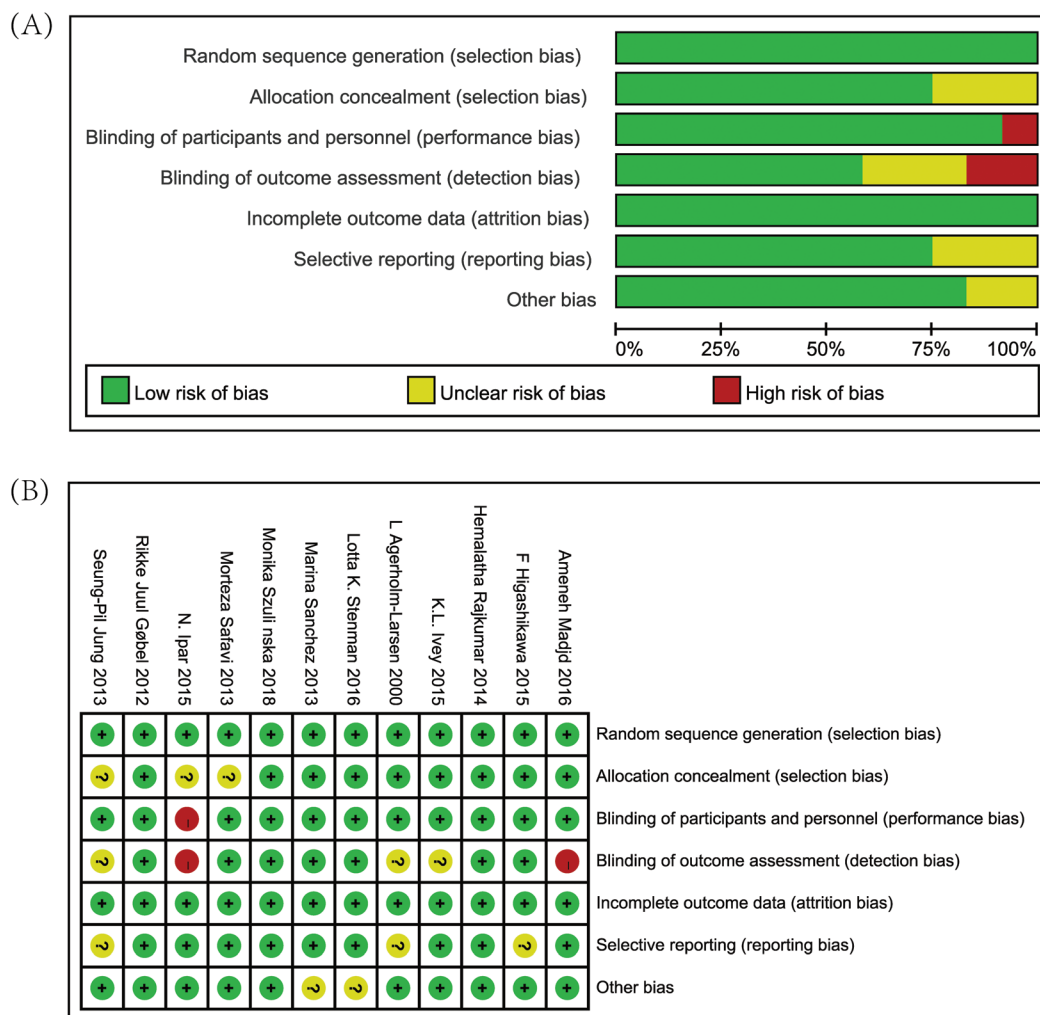 (A)
Random sequence generation (selection bias)
Allocation concealment (selection bias)
Blinding of participants and personnel (performance bias)
Blinding of outcome assessment (detection bias)
Incomplete outcome data (attrition bias)
Selective reporting (reporting bias)
Other bias
0% 25% 50% 75% 100%
Low risk of bias Unclear risk of bias High risk of bias
(B)
Seung-Pil Jung 2013
Rikke Juul Gøbel 2012
N. Ipar 2015
Morteza Safavi 2013
Monika Szuli nska 2018
Marina Sanchez 2013
Lotta K. Stenman 2016
L Agerholm-Larsen 2000
K.L. Ivey 2015
Hemalatha Rajkumar 2014
F Higashikawa 2015
Ameneh Madjd 2016
+ + + + + + + + + + + + Random sequence generation (selection bias)
? + ? ? + + + + + + + + Allocation concealment (selection bias)
+ + – + + + + + + + + + Blinding of participants and personnel (performance bias)
? + – + + + + ? ? + + – Blinding of outcome assessment (detection bias)
+ + + + + + + + + + + + Incomplete outcome data (attrition bias)
? + + + + + + ? + + ? + Selective reporting (reporting bias)
+ + + + + ? ? + + + + + Other bias